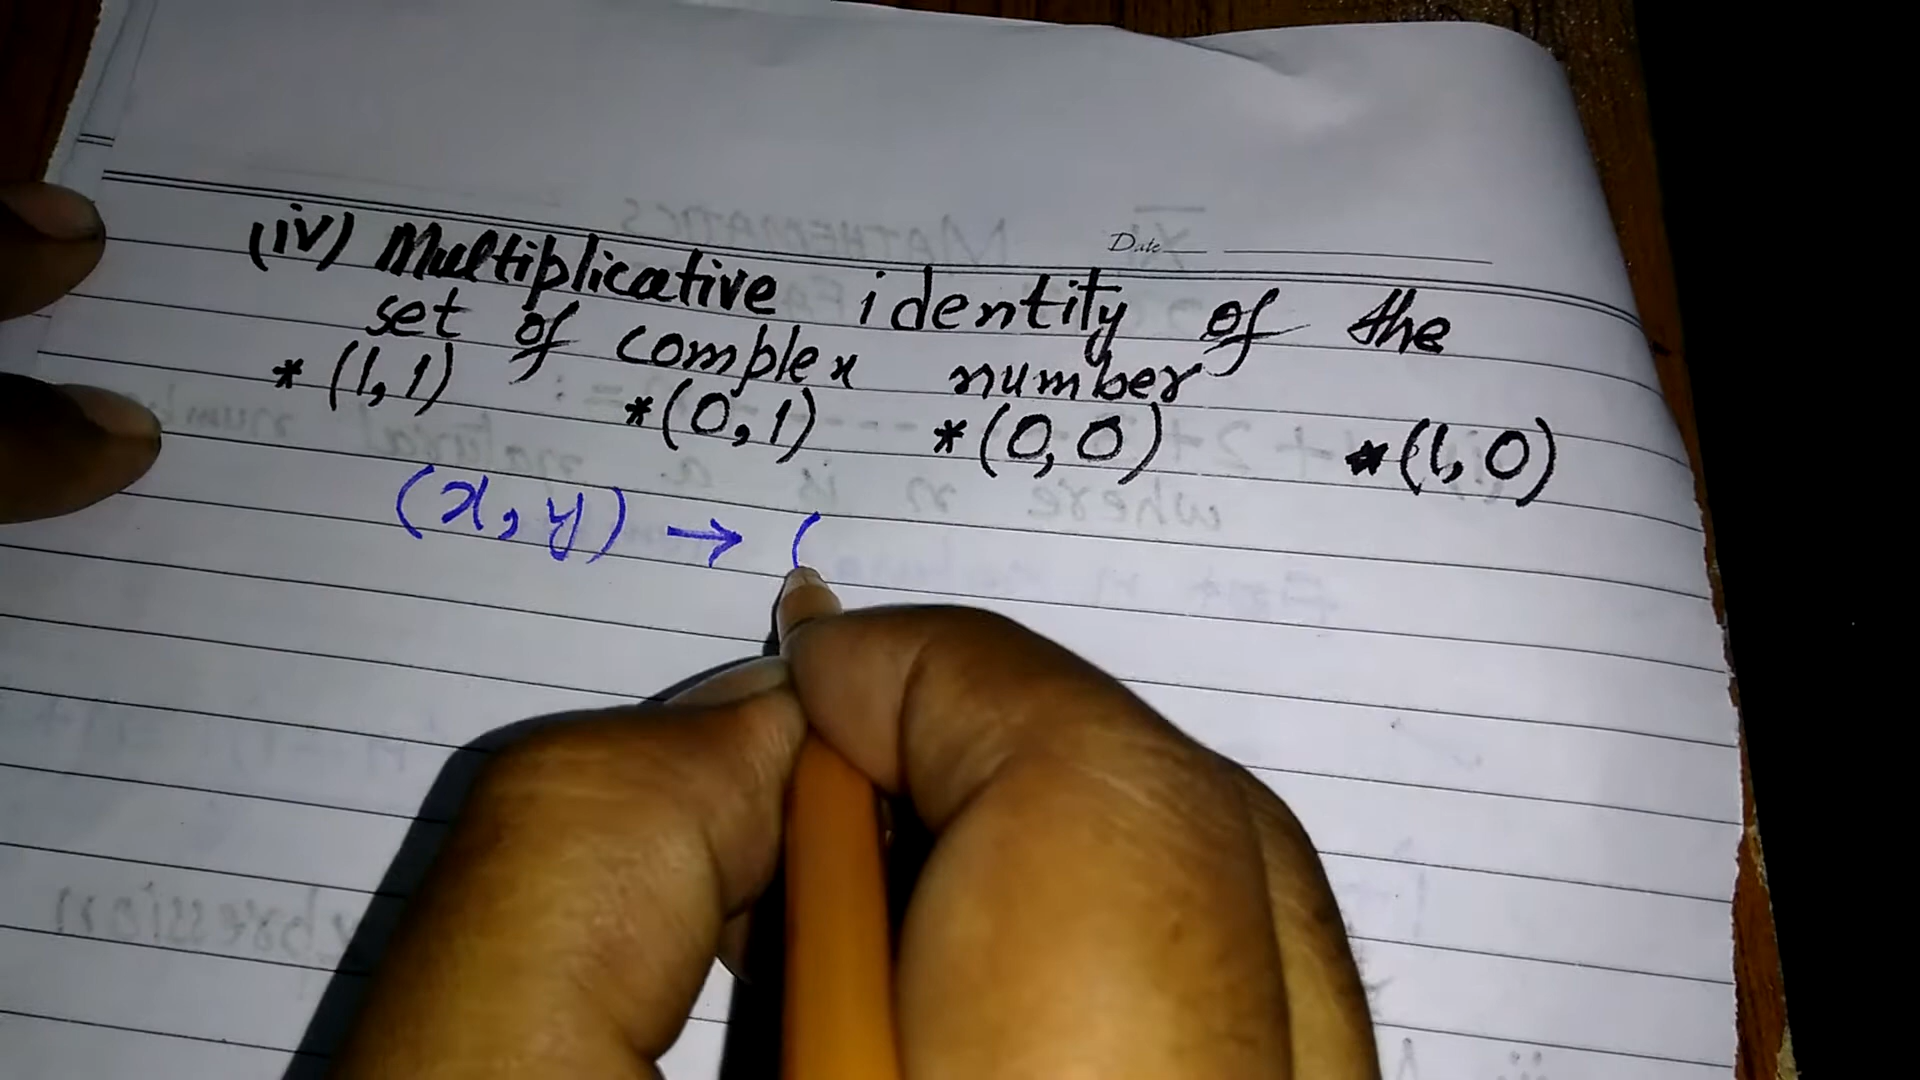 Date
(iv) Multiplicative identity of the
set of complex number
* (1,1) * (0,1) * (0,0) * (1,0)
(x,y) → (